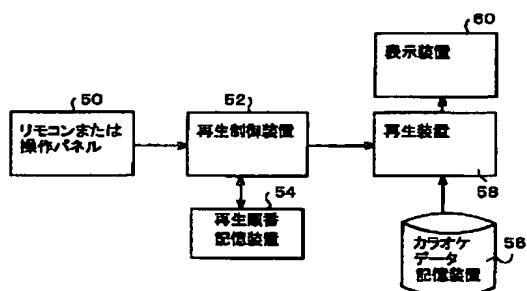 60
表示装置
50
リモコンまたは
操作パネル
52
再生制御装置
再生装置
58
54
再生順番
記憶装置
カラオケ
データ
記憶装置
56